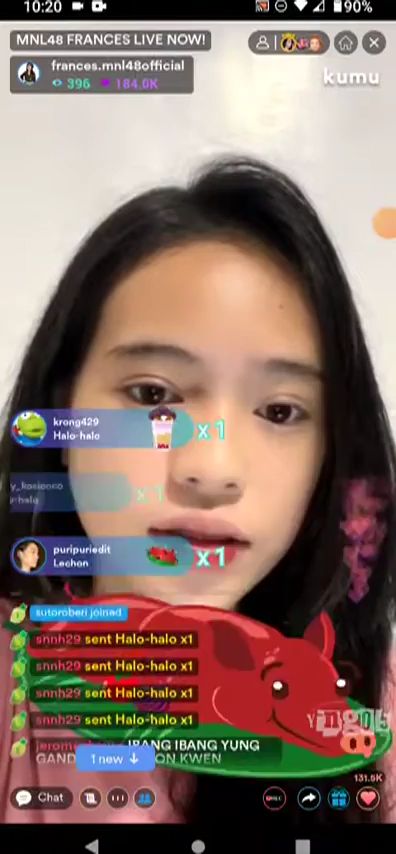 10:20
90%
MNL48 FRANCES LIVE NOW!
frances.mnl48official
396 184.0K
kumu
krong429
Halo-halo
x1
x1
puripuriedit
Lechon
x1
sutoroberi joined
snnh29 sent Halo-halo x1
snnh29 sent Halo-halo x1
snnh29 sent Halo-halo x1
snnh29 sent Halo-halo x1
IBANG IBANG YUNG
1 new
KWEN
131.5K
Chat